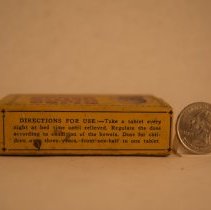 DIRECTIONS FOR USE.—Take a tablet every
night at bed time until relieved. Regulate the dose
according to condition of the bowels. Dose for chil-
dren over three years, from one-half to one tablet